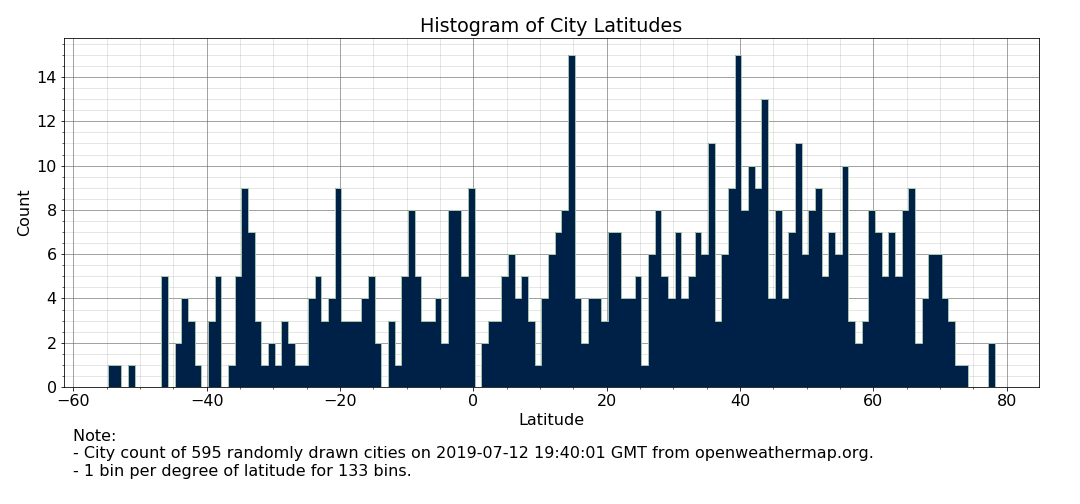 Histogram of City Latitudes
14
12
10
8
6
4
2
0
Count
−60 −40 −20 0 20 40 60 80
Latitude
Note:
- City count of 595 randomly drawn cities on 2019-07-12 19:40:01 GMT from openweathermap.org.
- 1 bin per degree of latitude for 133 bins.